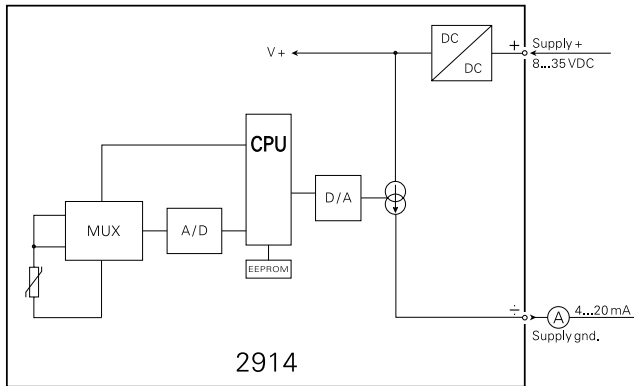 V +
DC
DC
+
Supply +
8...35 VDC
CPU
D/A
MUX
A/D
EEPROM
÷
A
4...20 mA
Supply gnd.
2914